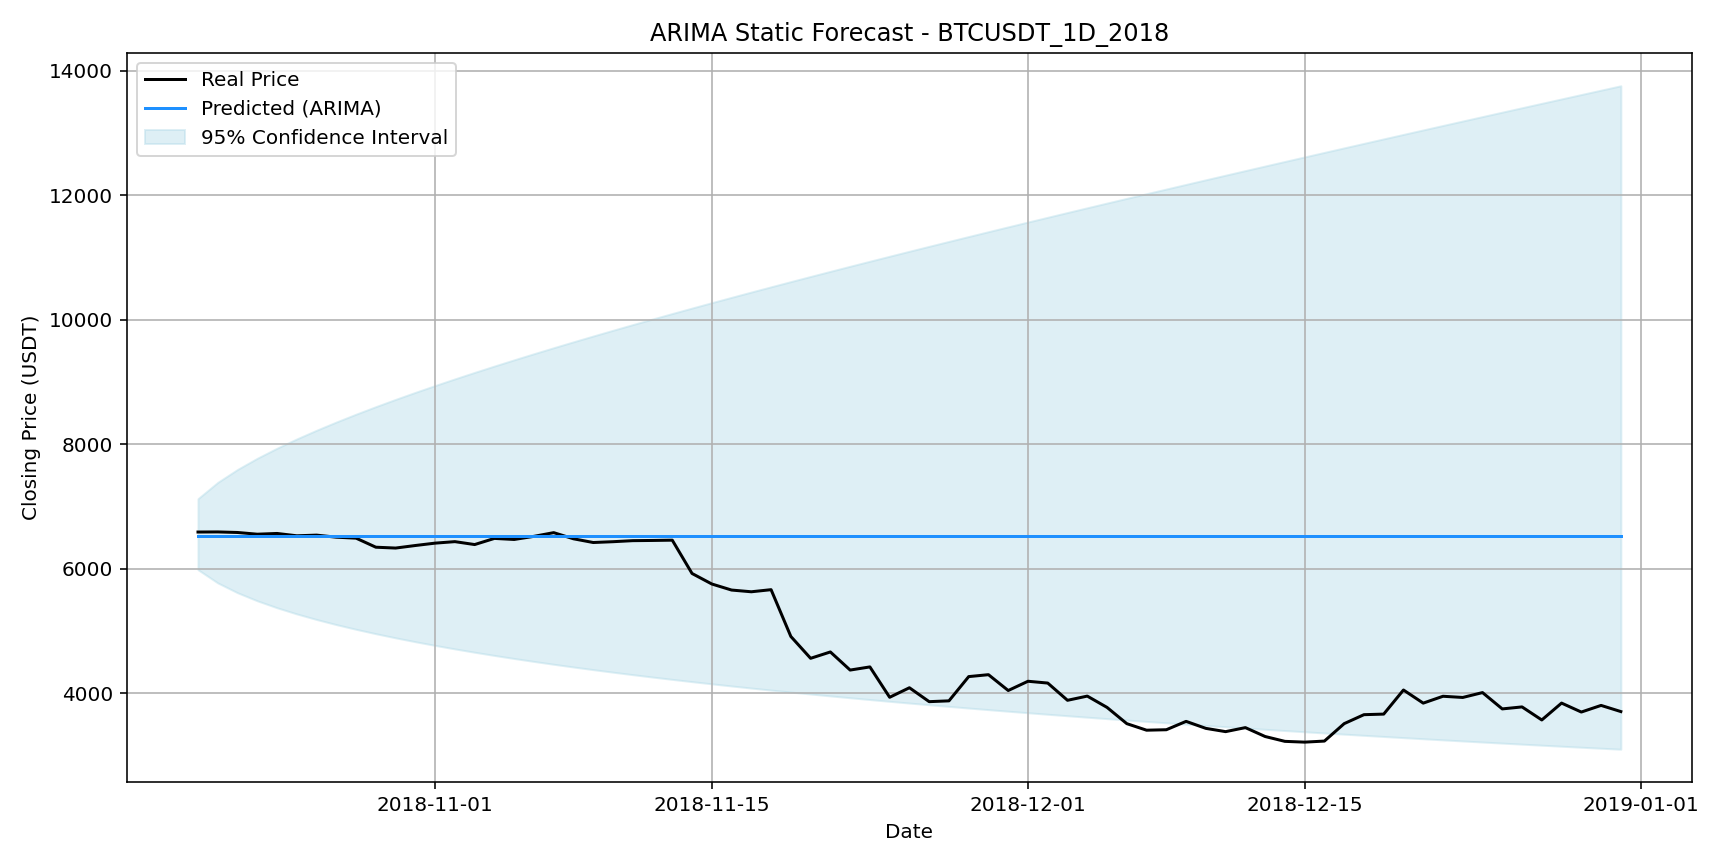 ARIMA Static Forecast - BTCUSDT_1D_2018
Real Price
Predicted (ARIMA)
95% Confidence Interval
14000
12000
10000
8000
6000
4000
Closing Price (USDT)
2018-11-01
2018-11-15
2018-12-01
2018-12-15
2019-01-01
Date